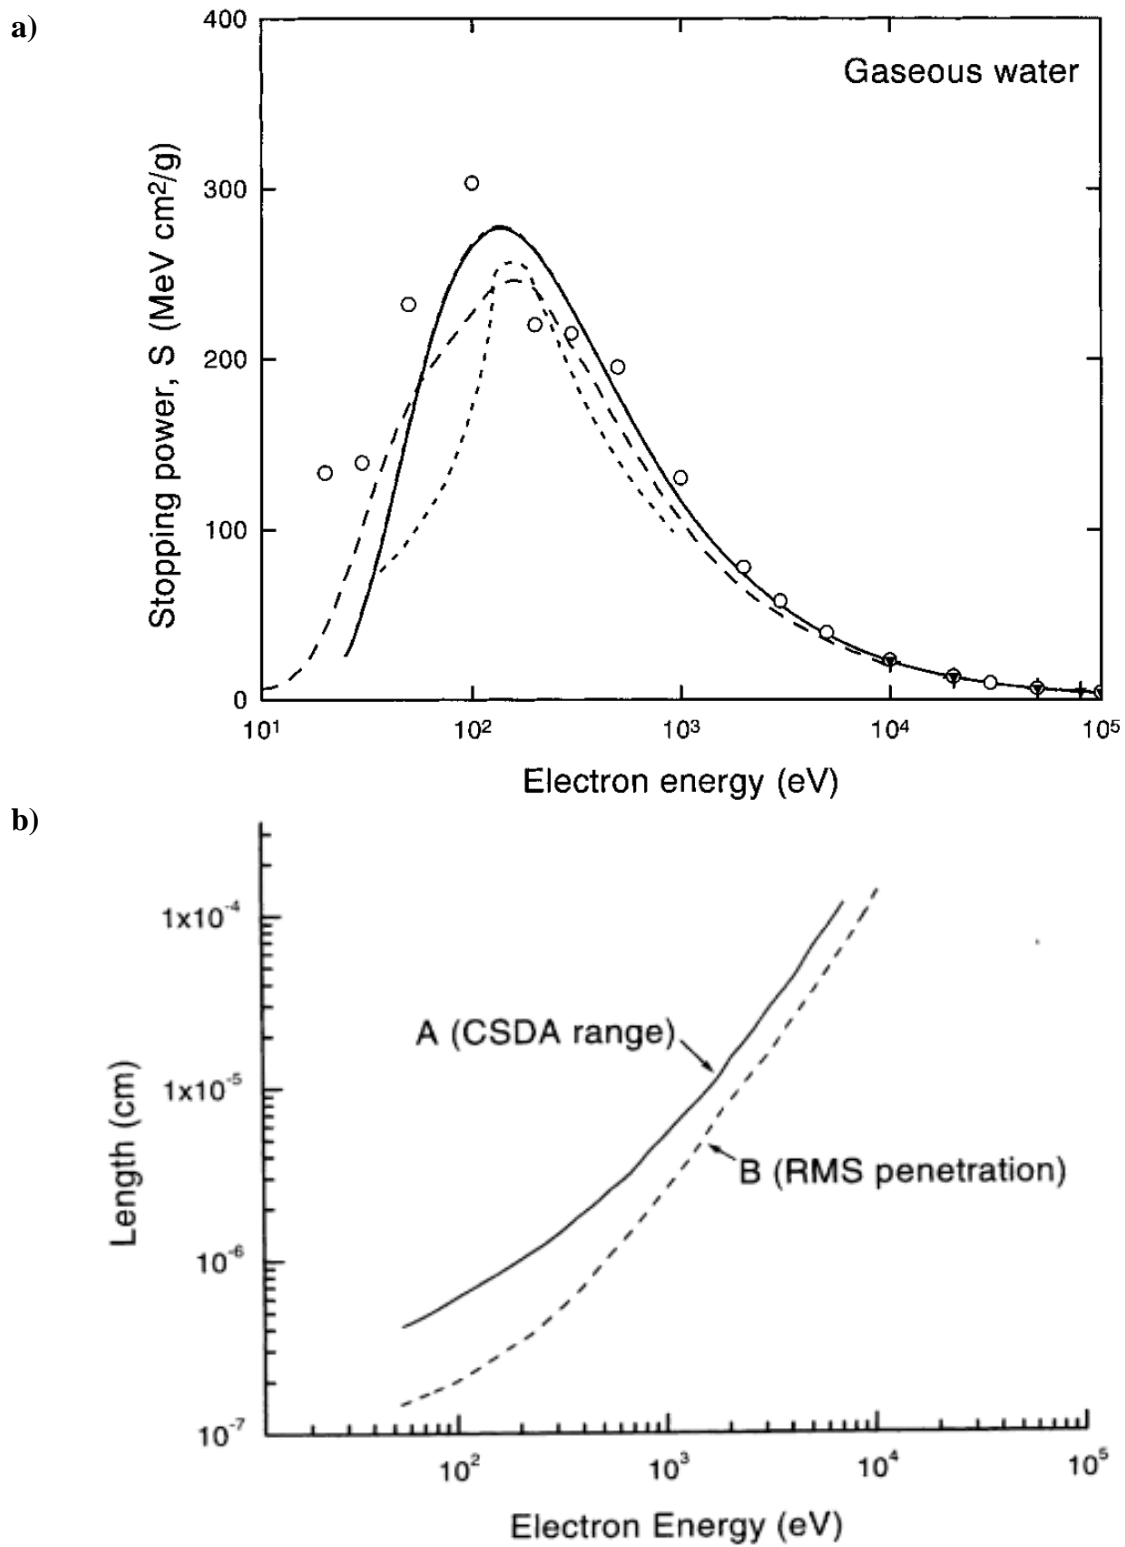 a)
400
Gaseous water
300
200
100
0
Stopping power, S (MeV cm²/g)
10¹ 10² 10³ 10⁴ 10⁵
Electron energy (eV)
b)
1x10⁻⁴
A (CSDA range)
1x10⁻⁵
B (RMS penetration)
10⁻⁶
10⁻⁷
Length (cm)
10² 10³ 10⁴ 10⁵
Electron Energy (eV)